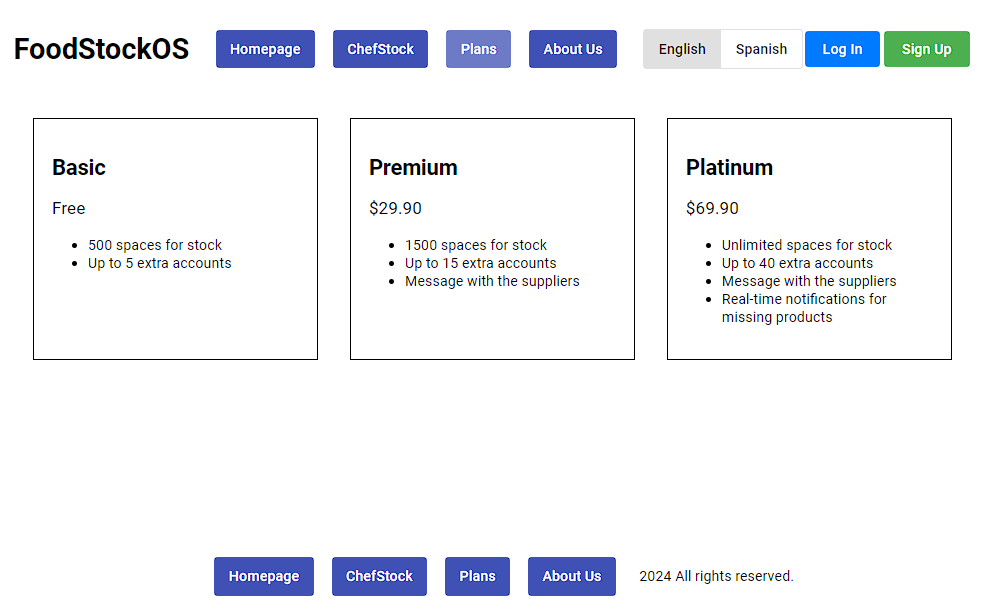 FoodStockOS Homepage ChefStock Plans About Us English Spanish Log In Sign Up
Basic
Free
500 spaces for stock
Up to 5 extra accounts
Premium
$29.90
1500 spaces for stock
Up to 15 extra accounts
Message with the suppliers
Platinum
$69.90
Unlimited spaces for stock
Up to 40 extra accounts
Message with the suppliers
Real-time notifications for
missing products
Homepage ChefStock Plans About Us 2024 All rights reserved.